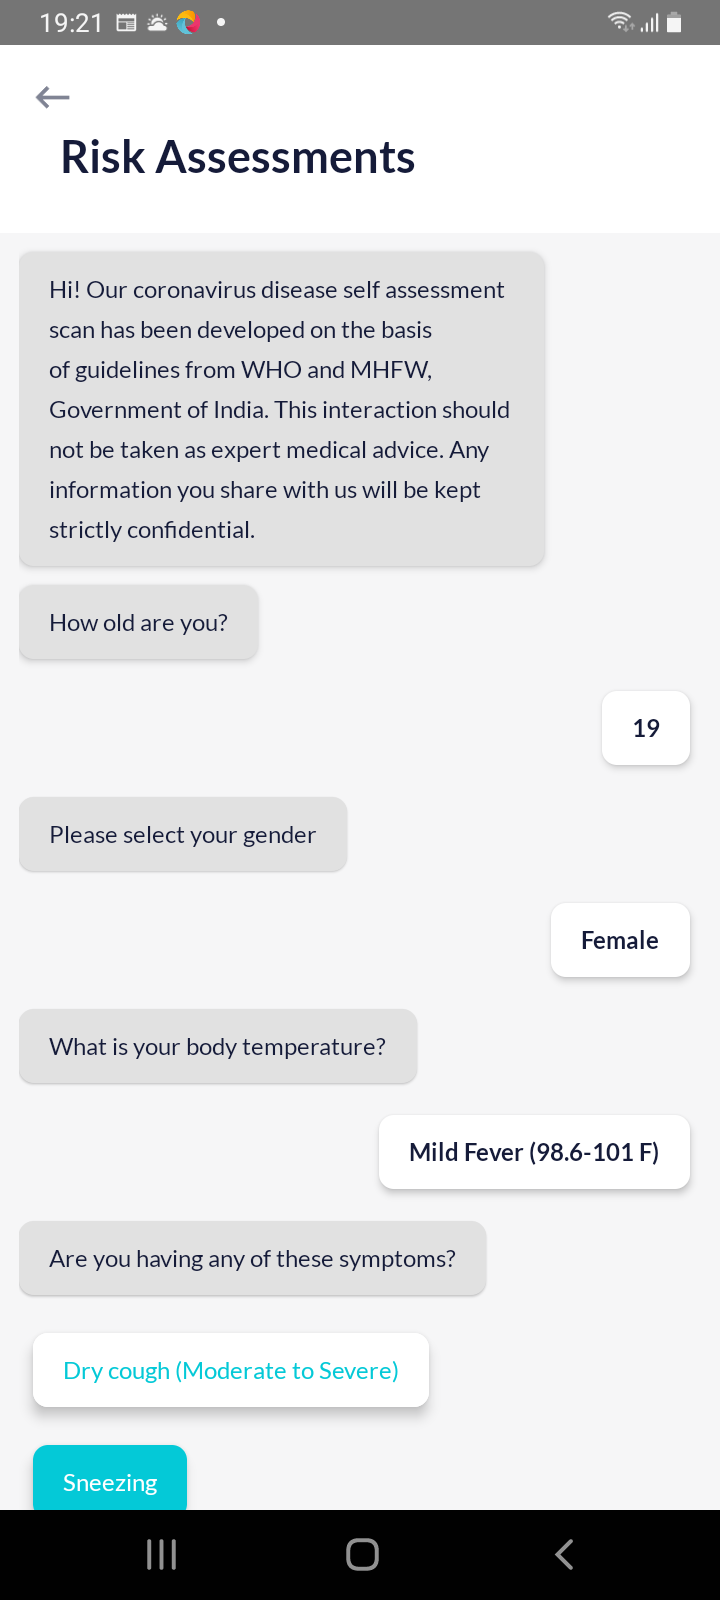 19:21
Risk Assessments
Hi! Our coronavirus disease self assessment
scan has been developed on the basis
of guidelines from WHO and MHFW,
Government of India. This interaction should
not be taken as expert medical advice. Any
information you share with us will be kept
strictly confidential.
How old are you?
19
Please select your gender
Female
What is your body temperature?
Mild Fever (98.6-101 F)
Are you having any of these symptoms?
Dry cough (Moderate to Severe)
Sneezing